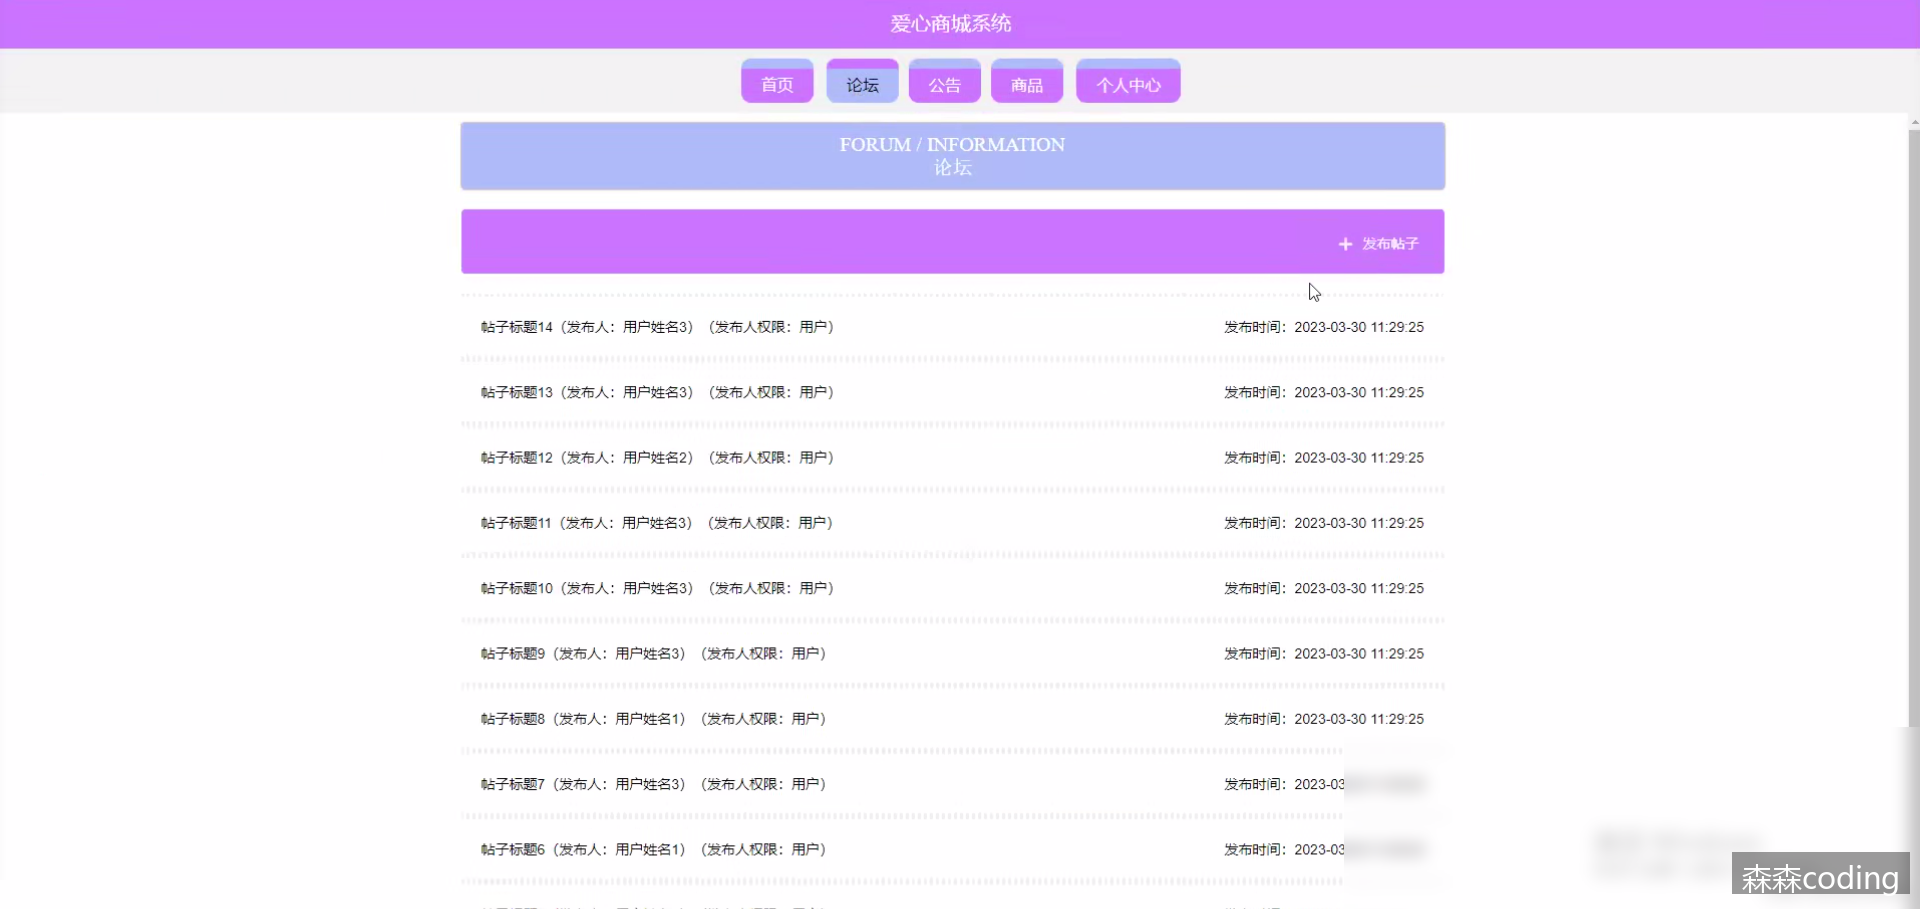 爱心商城系统
首页 论坛 公告 商品 个人中心
FORUM / INFORMATION
论坛
+ 发布帖子
帖子标题14（发布人：用户姓名3）（发布人权限：用户） 发布时间：2023-03-30 11:29:25
帖子标题13（发布人：用户姓名3）（发布人权限：用户） 发布时间：2023-03-30 11:29:25
帖子标题12（发布人：用户姓名2）（发布人权限：用户） 发布时间：2023-03-30 11:29:25
帖子标题11（发布人：用户姓名3）（发布人权限：用户） 发布时间：2023-03-30 11:29:25
帖子标题10（发布人：用户姓名3）（发布人权限：用户） 发布时间：2023-03-30 11:29:25
帖子标题9（发布人：用户姓名3）（发布人权限：用户） 发布时间：2023-03-30 11:29:25
帖子标题8（发布人：用户姓名1）（发布人权限：用户） 发布时间：2023-03-30 11:29:25
帖子标题7（发布人：用户姓名3）（发布人权限：用户） 发布时间：2023-03
帖子标题6（发布人：用户姓名1）（发布人权限：用户） 发布时间：2023-03
森森coding